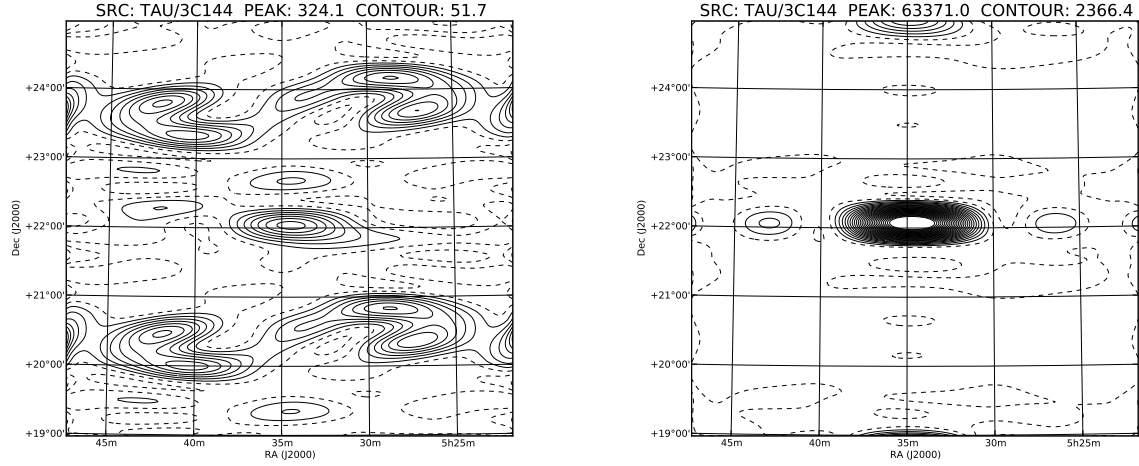 SRC: TAU/3C144 PEAK: 324.1 CONTOUR: 51.7
+24°00'
+23°00'
+22°00'
+21°00'
+20°00'
+19°00'
Dec (J2000)
45m 40m 35m 30m 5h25m
RA (J2000)
SRC: TAU/3C144 PEAK: 63371.0 CONTOUR: 2366.4
+24°00'
+23°00'
+22°00'
+21°00'
+20°00'
+19°00'
Dec (J2000)
45m 40m 35m 30m 5h25m
RA (J2000)